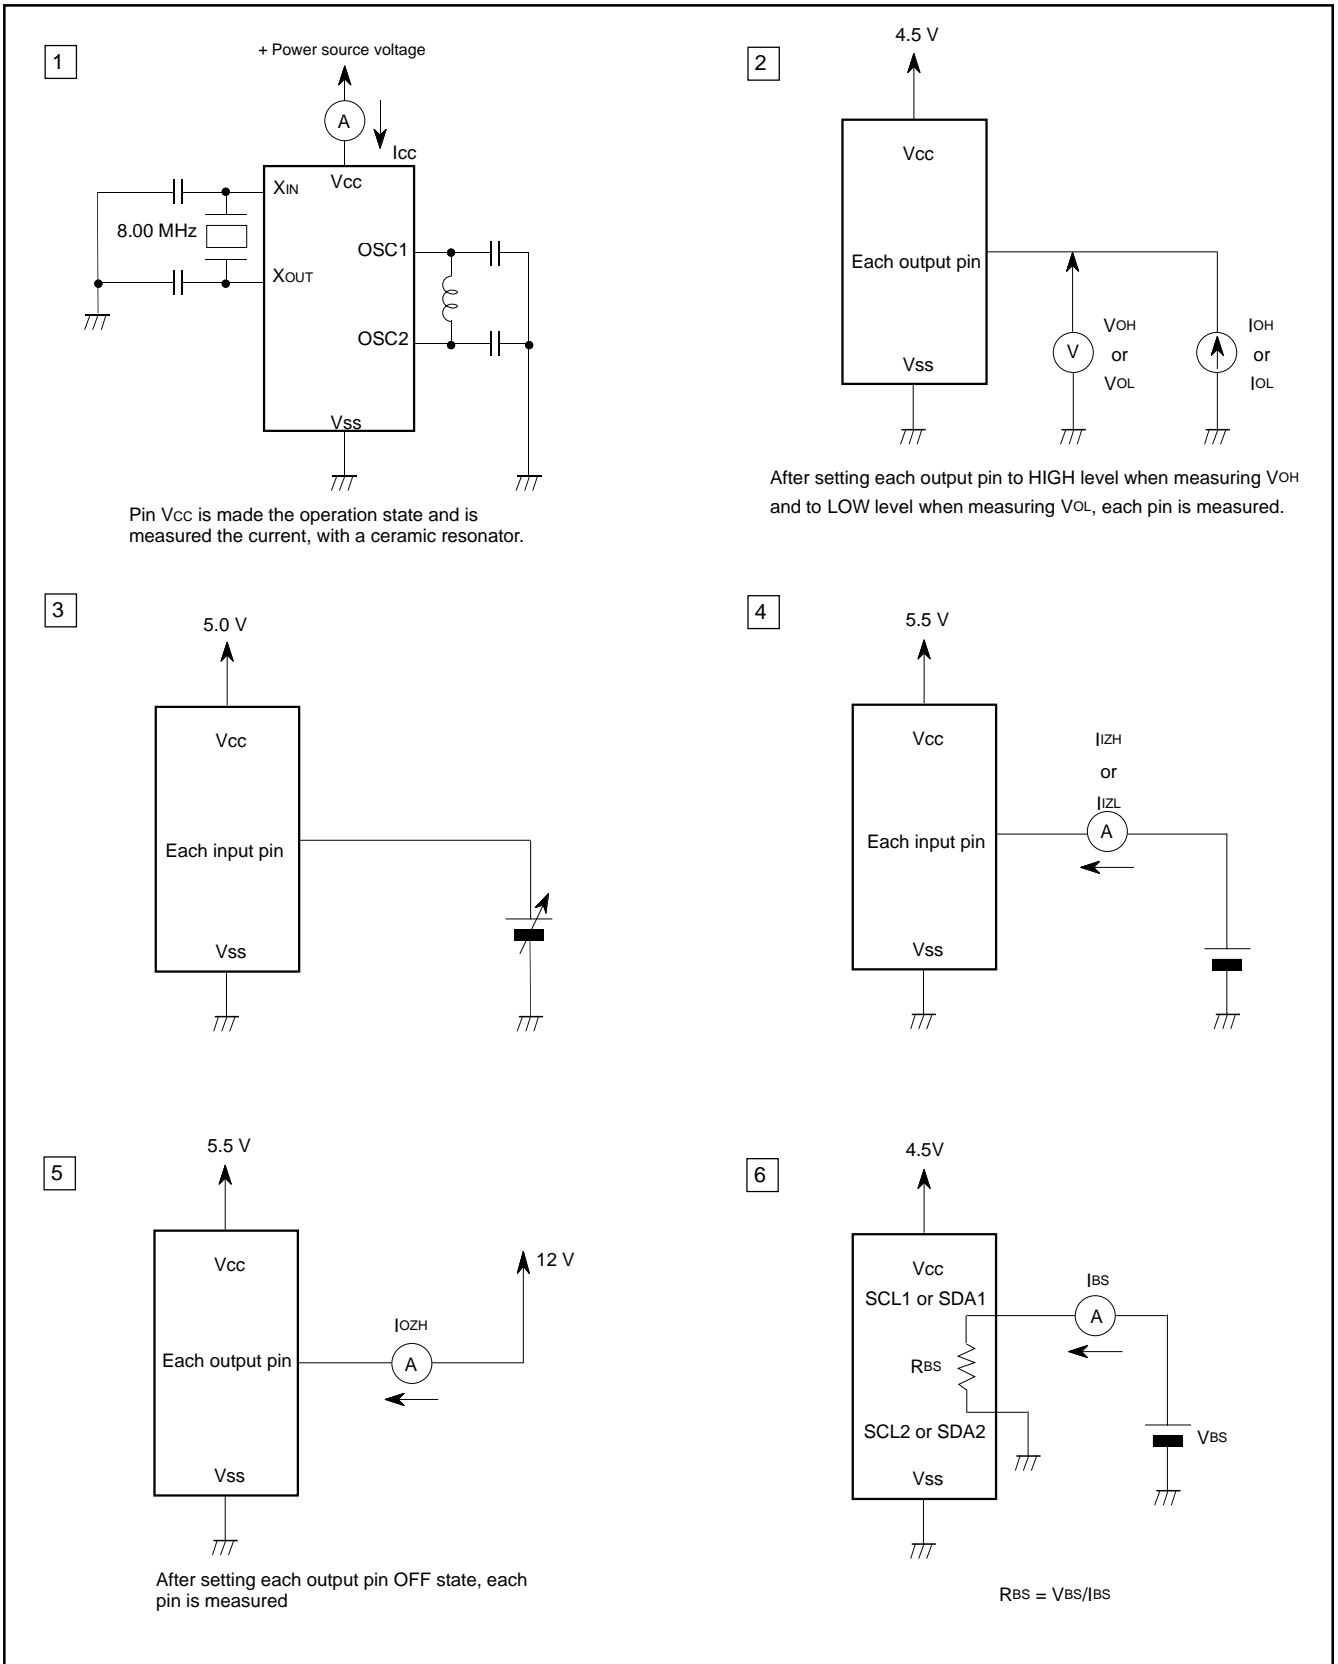 1
+ Power source voltage
A
Icc
Vcc
XIN
8.00 MHz
XOUT
OSC1
OSC2
Vss
Pin VCC is made the operation state and is
measured the current, with a ceramic resonator.
2
4.5 V
Vcc
Each output pin
Vss
V
VOH
or
VOL
IOH
or
IOL
After setting each output pin to HIGH level when measuring VOH
and to LOW level when measuring VOL, each pin is measured.
3
5.0 V
Vcc
Each input pin
Vss
4
5.5 V
Vcc
Each input pin
Vss
IIZH
or
IIZL
A
5
5.5 V
Vcc
Each output pin
Vss
IOZH
A
12 V
After setting each output pin OFF state, each
pin is measured
6
4.5V
Vcc
SCL1 or SDA1
RBS
SCL2 or SDA2
Vss
IBS
A
VBS
RBS = VBS/IBS